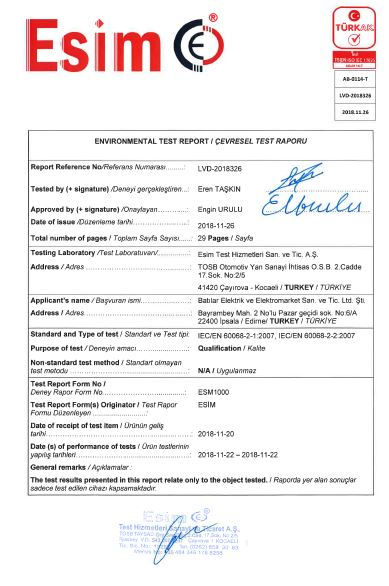 Esim CE ®
TÜRKAK
Test
TS EN ISO IEC 17025
AB-0114-T
LVD-2018326
2018.11.26
ENVIRONMENTAL TEST REPORT / ÇEVRESEL TEST RAPORU
Report Reference No/Referans Numarası..........: LVD-2018326
Tested by (+ signature) /Deneyi gerçekleştiren...: Eren TAŞKIN
Approved by (+ signature) /Onaylayan..............: Engin URULU
Date of issue /Düzenleme tarihi......................: 2018-11-26
Total number of pages / Toplam Sayfa Sayısı......: 29 Pages / Sayfa
Testing Laboratory /Test Laboratuvarı/..............: Esim Test Hizmetleri San. ve Tic. A.Ş.
Address / Adres ........................................: TOSB Otomotiv Yan Sanayi İhtisas O.S.B. 2.Cadde
17.Sok. No:2/5
41420 Çayırova - Kocaeli / TURKEY / TÜRKİYE
Applicant's name / Başvuran ismi....................: Batılar Elektrik ve Elektromarket San. ve Tic. Ltd. Şti.
Address / Adres ........................................: Bayrambey Mah. 2 No'lu Pazar geçidi sok. No:6/A
22400 İpsala / Edirne/ TURKEY / TÜRKİYE
Standard and Type of test / Standart ve Test tipi: IEC/EN 60068-2-1:2007, IEC/EN 60068-2-2:2007
Purpose of test / Deneyin amacı.....................: Qualification / Kalite
Non-standard test method / Standart olmayan
test metodu .............................................: N/A / Uygulanmaz
Test Report Form No /
Deney Rapor Form No.................................: ESM1000
Test Report Form(s) Originator / Test Rapor
Formu Düzenleyen .....................................: ESİM
Date of receipt of test item / Ürünün geliş
tarihi.......................................................: 2018-11-20
Date (s) of performance of tests / Ürün testlerinin
yapılış tarihleri...........................................: 2018-11-22 – 2018-11-22
General remarks / Açıklamalar :
The test results presented in this report relate only to the object tested. / Raporda yer alan sonuçlar
sadece test edilen cihazı kapsamaktadır.
Esim
Test Hizmetleri Sanayi ve Ticaret A.Ş.